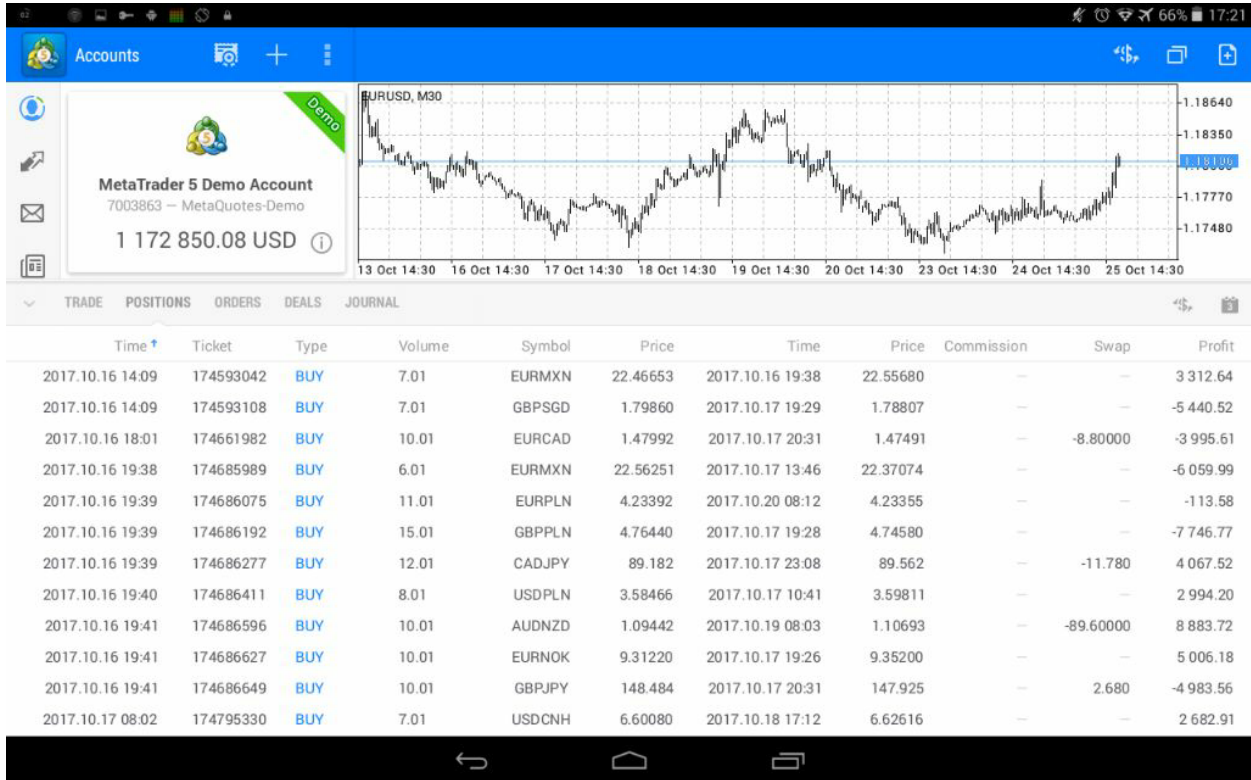 66% 17:21
Accounts
Demo
MetaTrader 5 Demo Account
7003863 — MetaQuotes-Demo
1 172 850.08 USD
EURUSD, M30
1.18640
1.18350
1.18106
1.17770
1.17480
13 Oct 14:30 16 Oct 14:30 17 Oct 14:30 18 Oct 14:30 19 Oct 14:30 20 Oct 14:30 23 Oct 14:30 24 Oct 14:30 25 Oct 14:30
TRADE POSITIONS ORDERS DEALS JOURNAL
Time Ticket Type Volume Symbol Price Time Price Commission Swap Profit
2017.10.16 14:09 174593042 BUY 7.01 EURMXN 22.46653 2017.10.16 19:38 22.55680 — — 3 312.64
2017.10.16 14:09 174593108 BUY 7.01 GBPSGD 1.79860 2017.10.17 19:29 1.78807 — — -5 440.52
2017.10.16 18:01 174661982 BUY 10.01 EURCAD 1.47992 2017.10.17 20:31 1.47491 — -8.80000 -3 995.61
2017.10.16 19:38 174685989 BUY 6.01 EURMXN 22.56251 2017.10.17 13:46 22.37074 — — -6 059.99
2017.10.16 19:39 174686075 BUY 11.01 EURPLN 4.23392 2017.10.20 08:12 4.23355 — — -113.58
2017.10.16 19:39 174686192 BUY 15.01 GBPPLN 4.76440 2017.10.17 19:28 4.74580 — — -7 746.77
2017.10.16 19:39 174686277 BUY 12.01 CADJPY 89.182 2017.10.17 23:08 89.562 — -11.780 4 067.52
2017.10.16 19:40 174686411 BUY 8.01 USDPLN 3.58466 2017.10.17 10:41 3.59811 — — 2 994.20
2017.10.16 19:41 174686596 BUY 10.01 AUDNZD 1.09442 2017.10.19 08:03 1.10693 — -89.60000 8 883.72
2017.10.16 19:41 174686627 BUY 10.01 EURNOK 9.31220 2017.10.17 19:26 9.35200 — — 5 006.18
2017.10.16 19:41 174686649 BUY 10.01 GBPJPY 148.484 2017.10.17 20:31 147.925 — 2.680 -4 983.56
2017.10.17 08:02 174795330 BUY 7.01 USDCNH 6.60080 2017.10.18 17:12 6.62616 — — 2 682.91